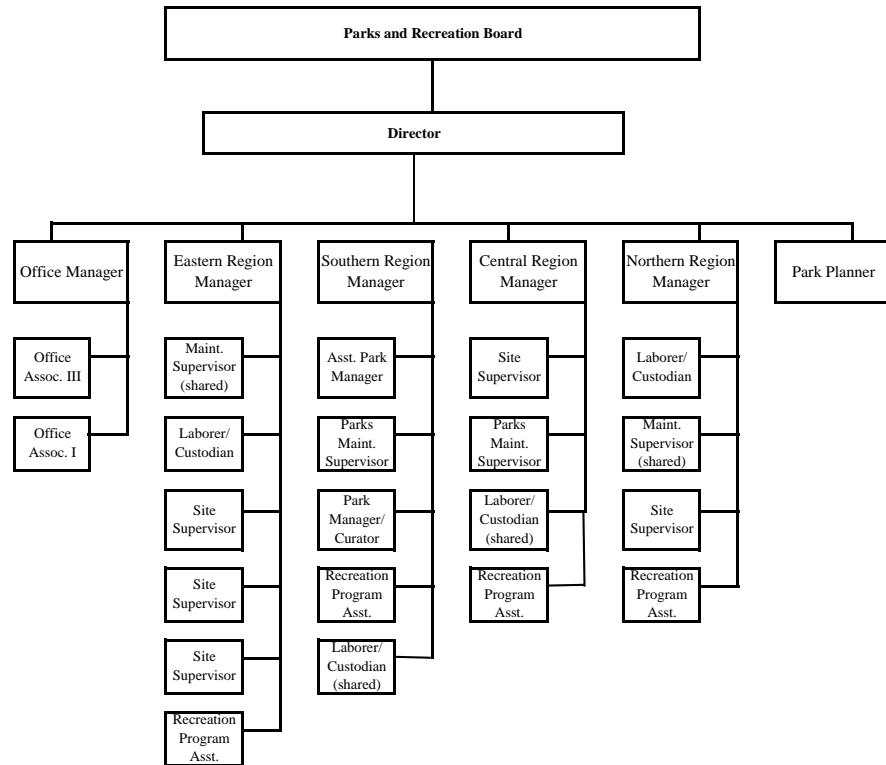 Parks and Recreation Board
Director
Office Manager
Eastern Region
Manager
Southern Region
Manager
Central Region
Manager
Northern Region
Manager
Park Planner
Office
Assoc. III
Maint.
Supervisor
(shared)
Asst. Park
Manager
Site
Supervisor
Laborer/
Custodian
Office
Assoc. I
Laborer/
Custodian
Parks
Maint.
Supervisor
Parks
Maint.
Supervisor
Maint.
Supervisor
(shared)
Site
Supervisor
Park
Manager/
Curator
Laborer/
Custodian
(shared)
Site
Supervisor
Site
Supervisor
Recreation
Program
Asst.
Recreation
Program
Asst.
Recreation
Program
Asst.
Site
Supervisor
Laborer/
Custodian
(shared)
Recreation
Program
Asst.